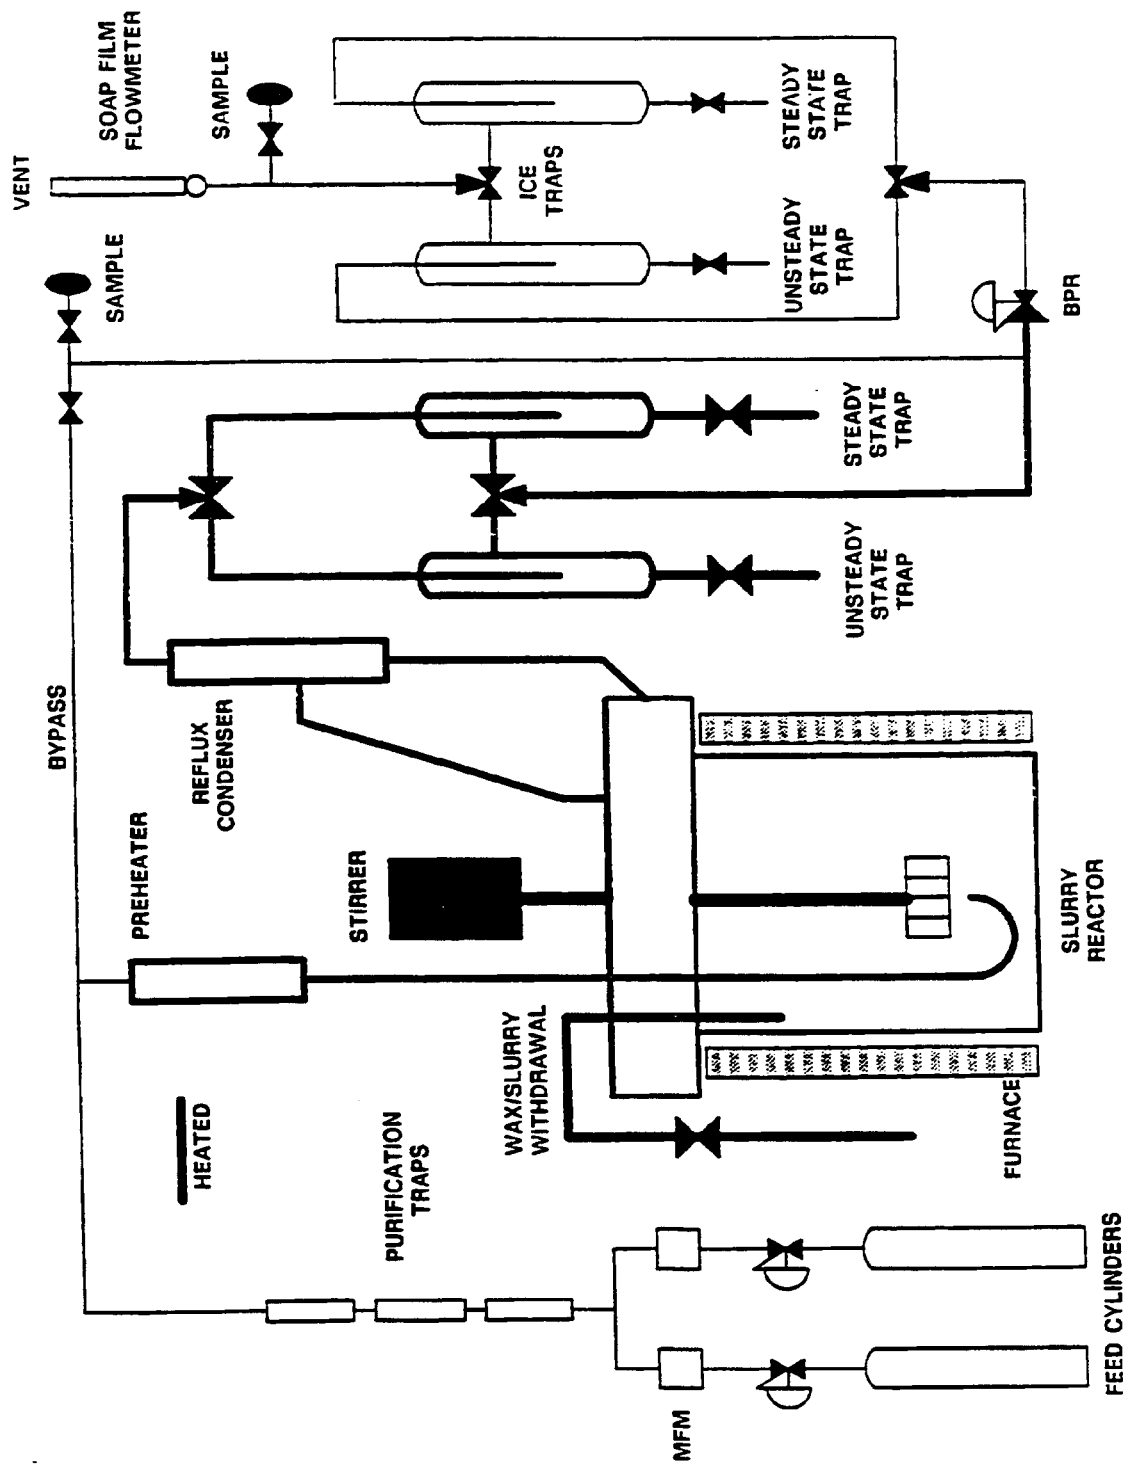 VENT
SOAP FILM
FLOWMETER
SAMPLE
SAMPLE
BYPASS
PREHEATER
REFLUX
CONDENSER
STIRRER
HEATED
PURIFICATION
TRAPS
WAX/SLURRY
WITHDRAWAL
ICE
TRAPS
UNSTEADY
STATE
TRAP
STEADY
STATE
TRAP
UNSTEADY
STATE
TRAP
STEADY
STATE
TRAP
BPR
MFM
FURNACE
SLURRY
REACTOR
FEED CYLINDERS